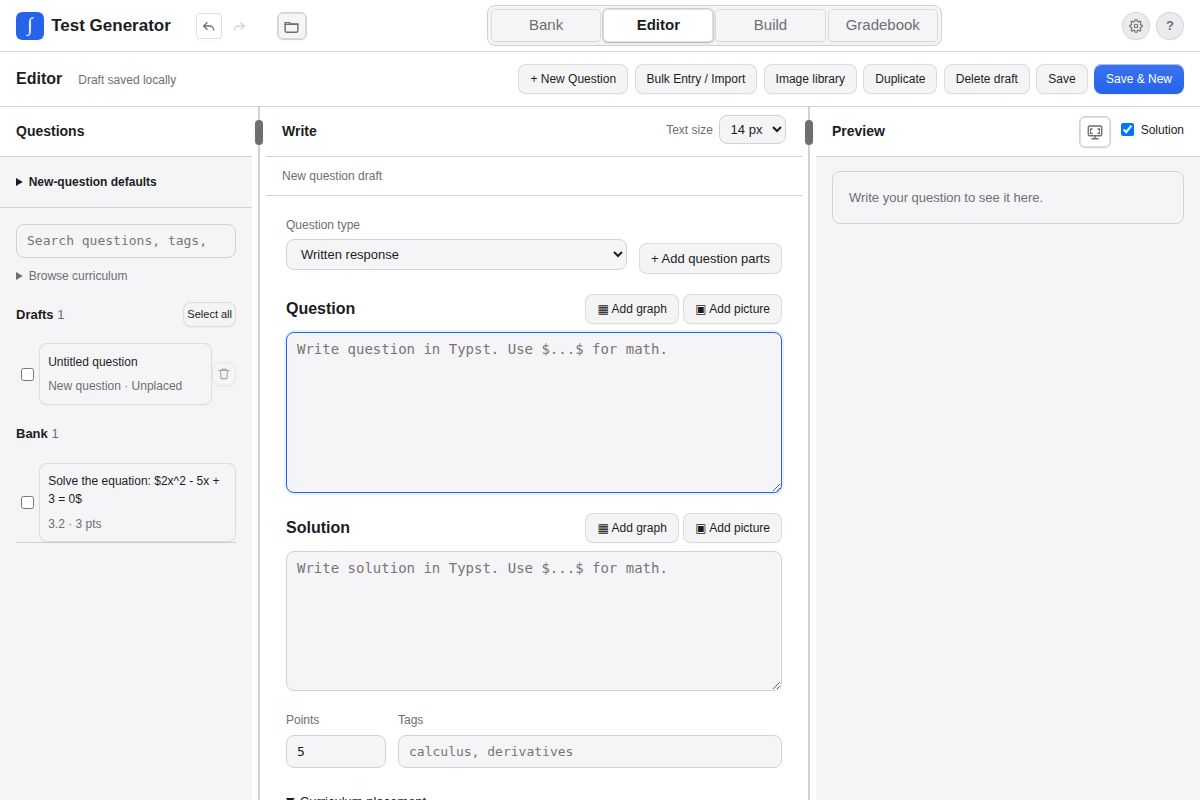 ∫ Test Generator
Bank
Editor
Build
Gradebook
?
Editor
Draft saved locally
+ New Question
Bulk Entry / Import
Image library
Duplicate
Delete draft
Save
Save & New
Questions
New-question defaults
Search questions, tags,
Browse curriculum
Drafts 1
Select all
Untitled question
New question · Unplaced
Bank 1
Solve the equation: $2x^2 - 5x +
3 = 0$
3.2 · 3 pts
Write
Text size
14 px
New question draft
Question type
Written response
+ Add question parts
Question
Add graph
Add picture
Write question in Typst. Use $...$ for math.
Solution
Add graph
Add picture
Write solution in Typst. Use $...$ for math.
Points
Tags
5
calculus, derivatives
Curriculum placement
Preview
Solution
Write your question to see it here.